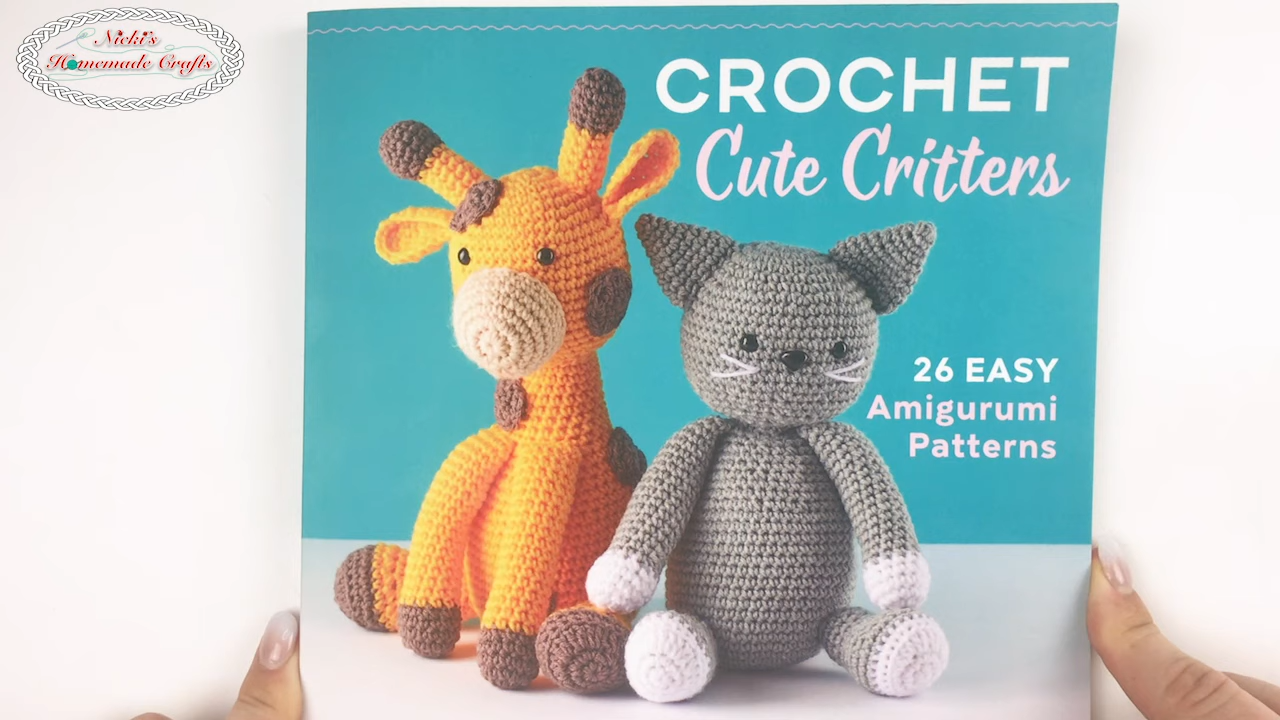 Nicki's
Homemade Crafts
CROCHET
Cute Critters
26 EASY
Amigurumi
Patterns